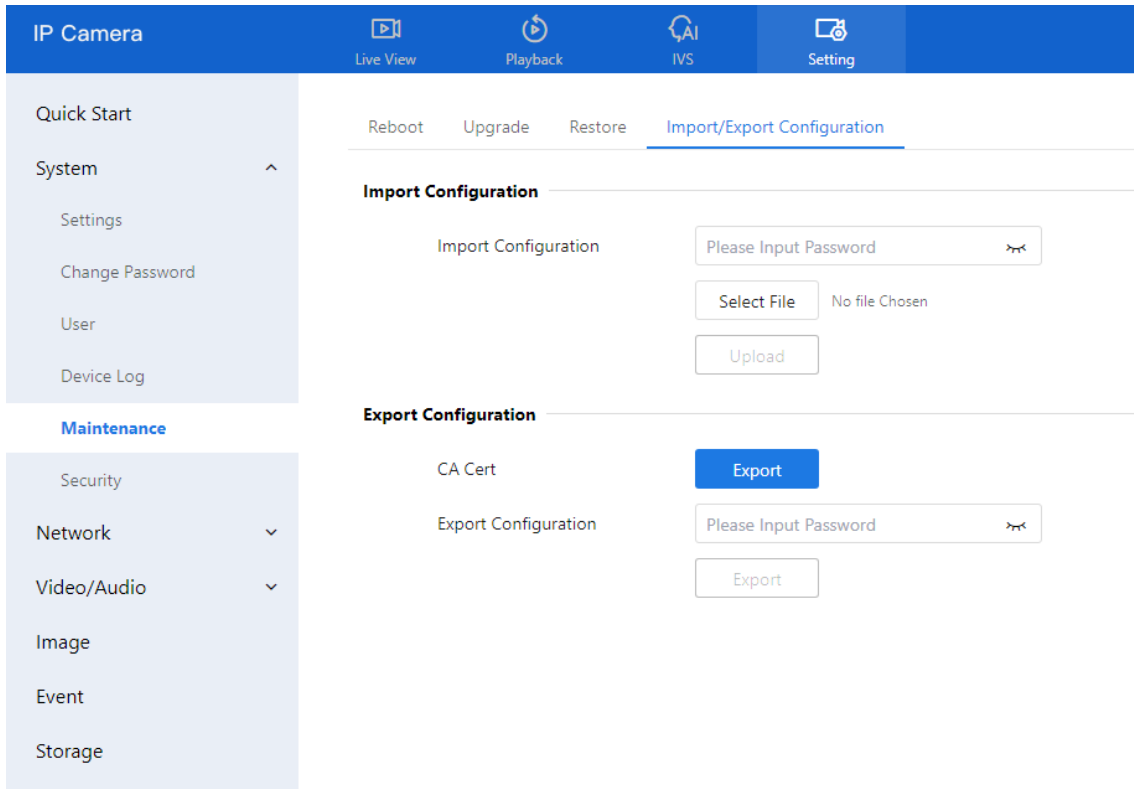 IP Camera
Live View
Playback
AI
IVS
Setting
Quick Start
System
Settings
Change Password
User
Device Log
Maintenance
Security
Network
Video/Audio
Image
Event
Storage
Reboot Upgrade Restore Import/Export Configuration
Import Configuration
Import Configuration Please Input Password
Select File No file Chosen
Upload
Export Configuration
CA Cert Export
Export Configuration Please Input Password
Export